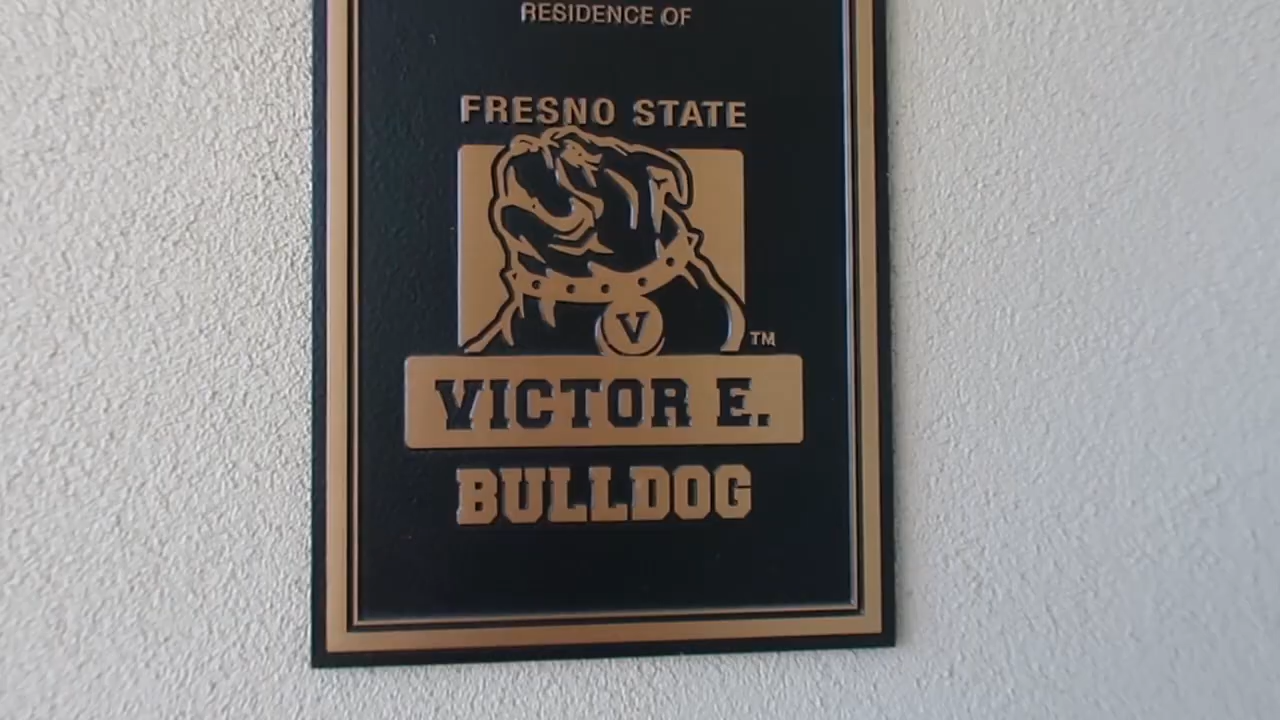 RESIDENCE OF
FRESNO STATE
V
TM
VICTOR E.
BULLDOG